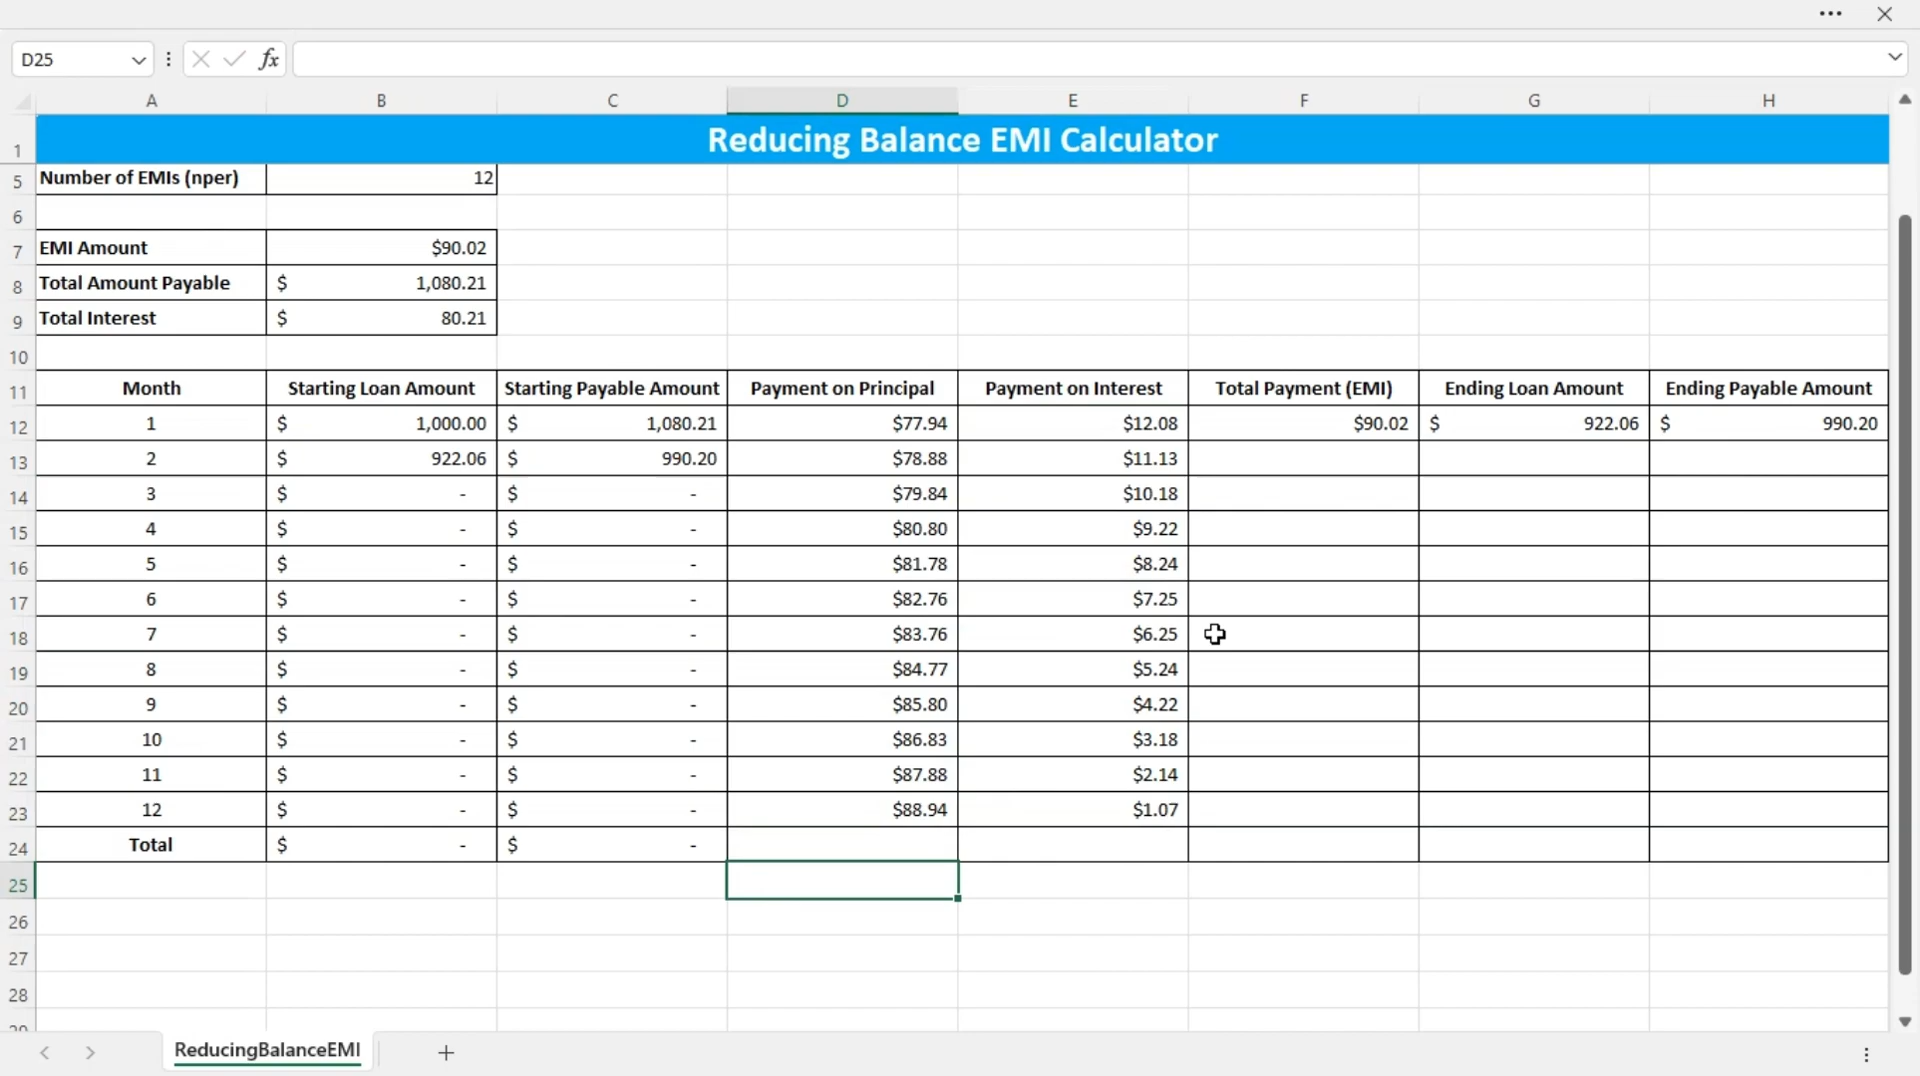 D25 fx
A B C D E F G H
1 Reducing Balance EMI Calculator
5 Number of EMIs (nper) 12
6
7 EMI Amount $90.02
8 Total Amount Payable $ 1,080.21
9 Total Interest $ 80.21
10
11 Month Starting Loan Amount Starting Payable Amount Payment on Principal Payment on Interest Total Payment (EMI) Ending Loan Amount Ending Payable Amount
12 1 $ 1,000.00 $ 1,080.21 $77.94 $12.08 $90.02 $ 922.06 $ 990.20
13 2 $ 922.06 $ 990.20 $78.88 $11.13
14 3 $ - $ - $79.84 $10.18
15 4 $ - $ - $80.80 $9.22
16 5 $ - $ - $81.78 $8.24
17 6 $ - $ - $82.76 $7.25
18 7 $ - $ - $83.76 $6.25
19 8 $ - $ - $84.77 $5.24
20 9 $ - $ - $85.80 $4.22
21 10 $ - $ - $86.83 $3.18
22 11 $ - $ - $87.88 $2.14
23 12 $ - $ - $88.94 $1.07
24 Total $ - $ -
25
26
27
28
29
ReducingBalanceEMI